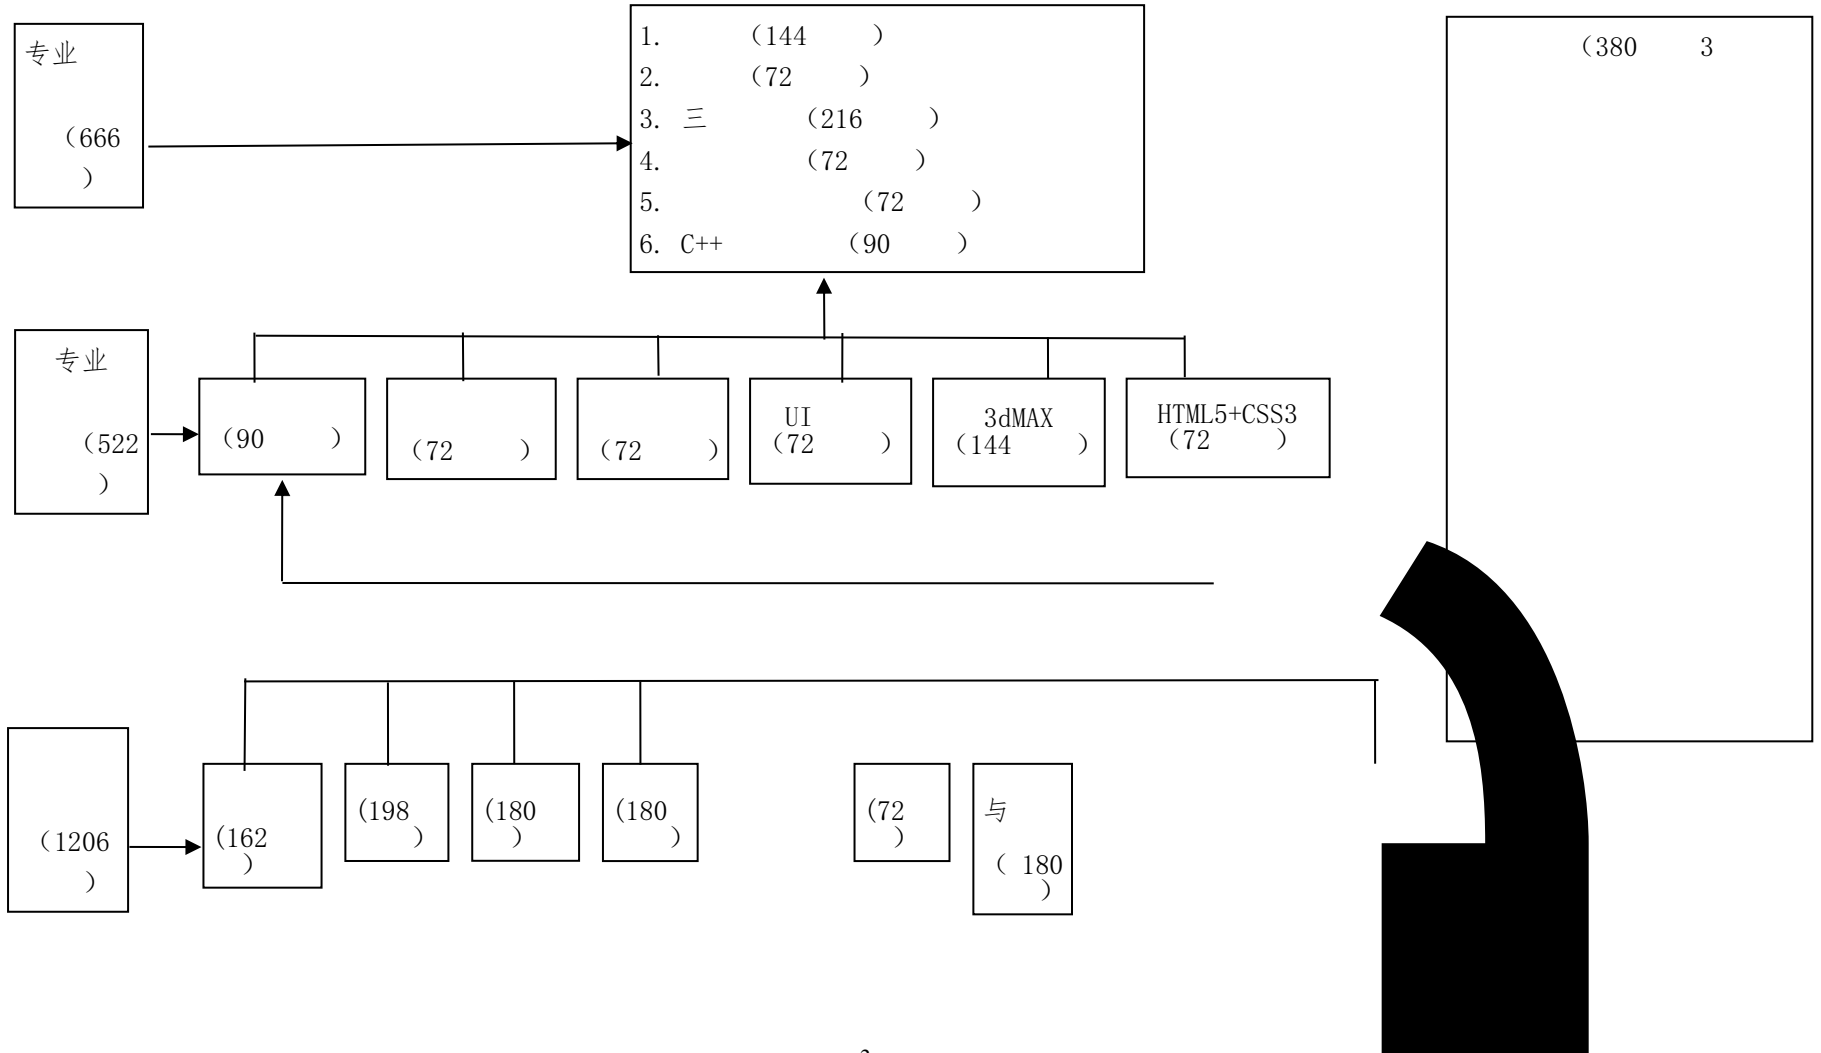 专业
（666
）
1. （144 ）
2. （72 ）
3. 三 （216 ）
4. （72 ）
5. （72 ）
6. C++ （90 ）
（380 3
专业
（522
）
（90 ）
（72 ）
（72 ）
UI
（72 ）
3dMAX
（144 ）
HTML5+CSS3
（72 ）
（1206
）
(162
)
(198
)
(180
)
(180
)
(72
)
与
( 180
)